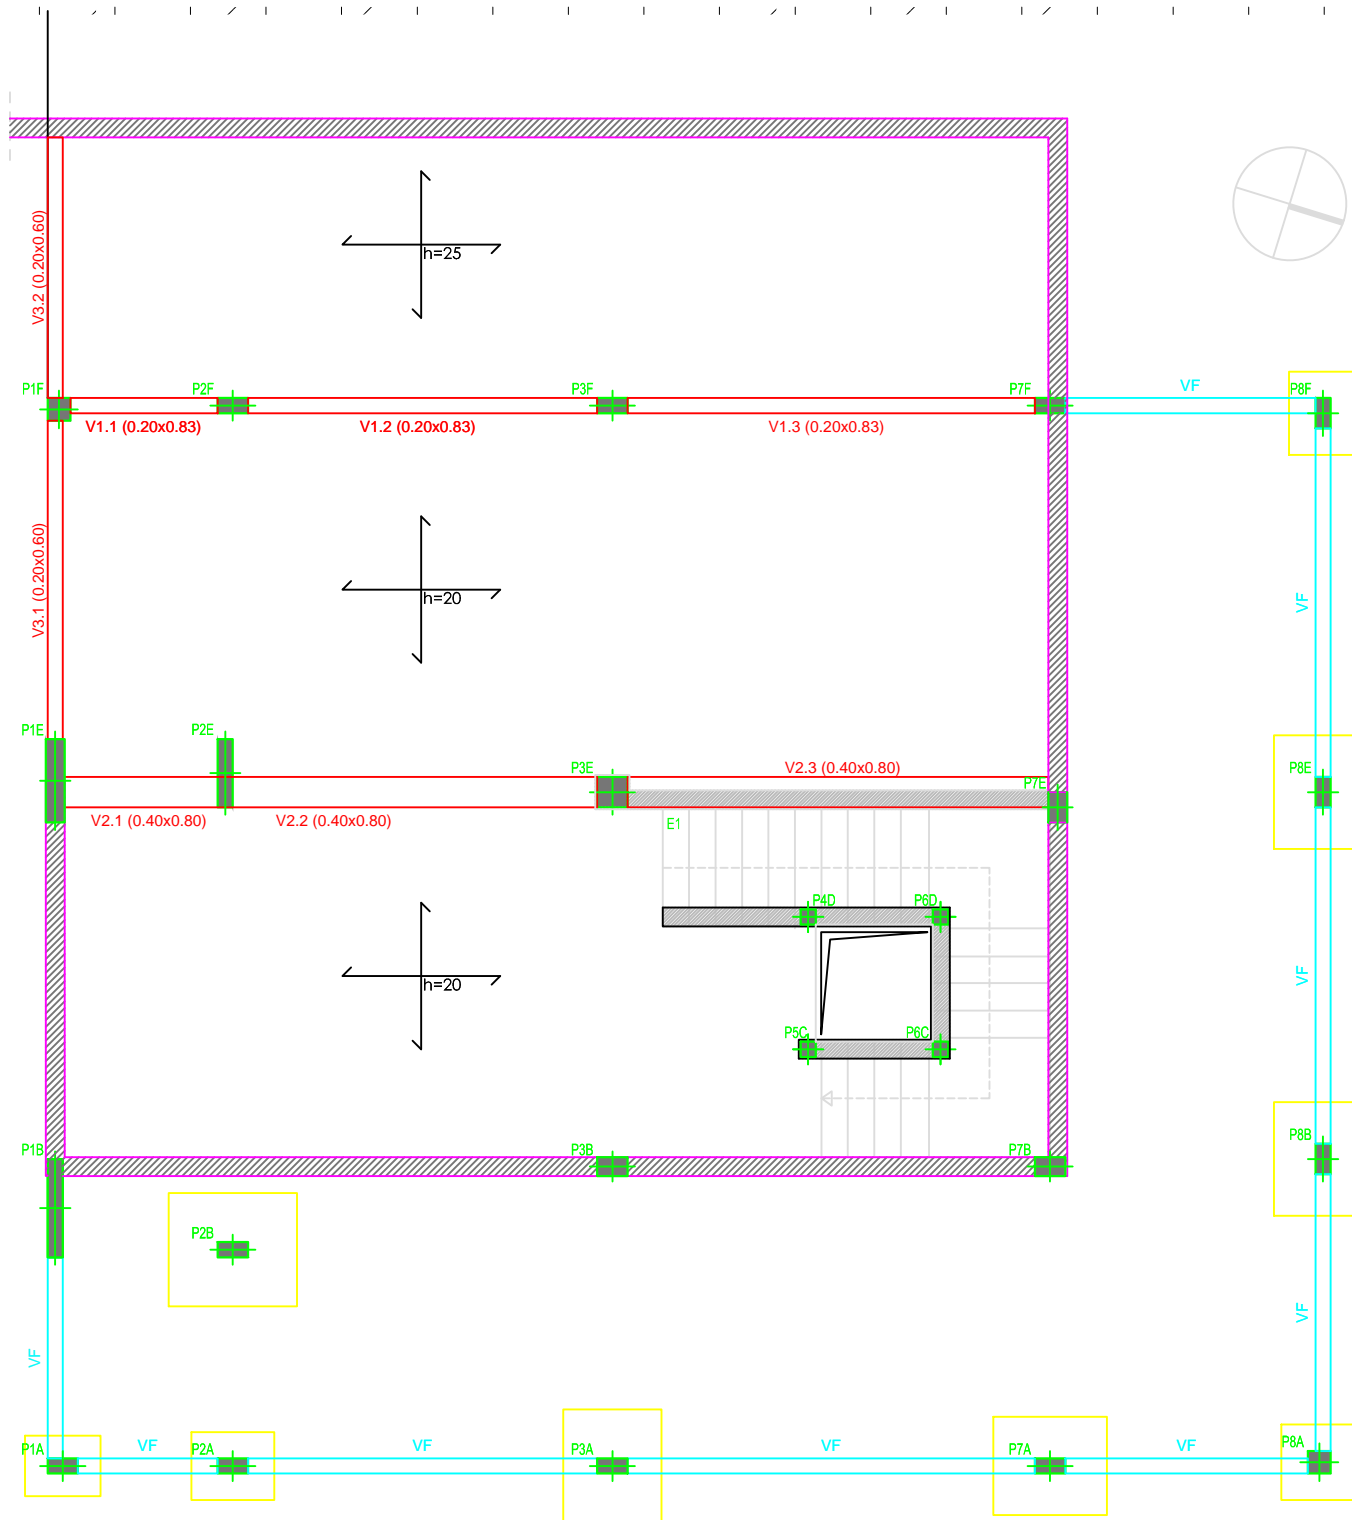 V3.2 (0.20x0.60)
h=25
P1F
P2F
P3F
P7F
VF
P8F
V1.1 (0.20x0.83)
V1.2 (0.20x0.83)
V1.3 (0.20x0.83)
V3.1 (0.20x0.60)
h=20
VF
P1E
P2E
P3E
V2.3 (0.40x0.80)
P7E
P8E
V2.1 (0.40x0.80)
V2.2 (0.40x0.80)
E1
P4D
P6D
h=20
VF
P5C
P6C
P1B
P3B
P7B
P8B
P2B
VF
VF
P1A
VF
P2A
VF
P3A
VF
P7A
VF
P8A